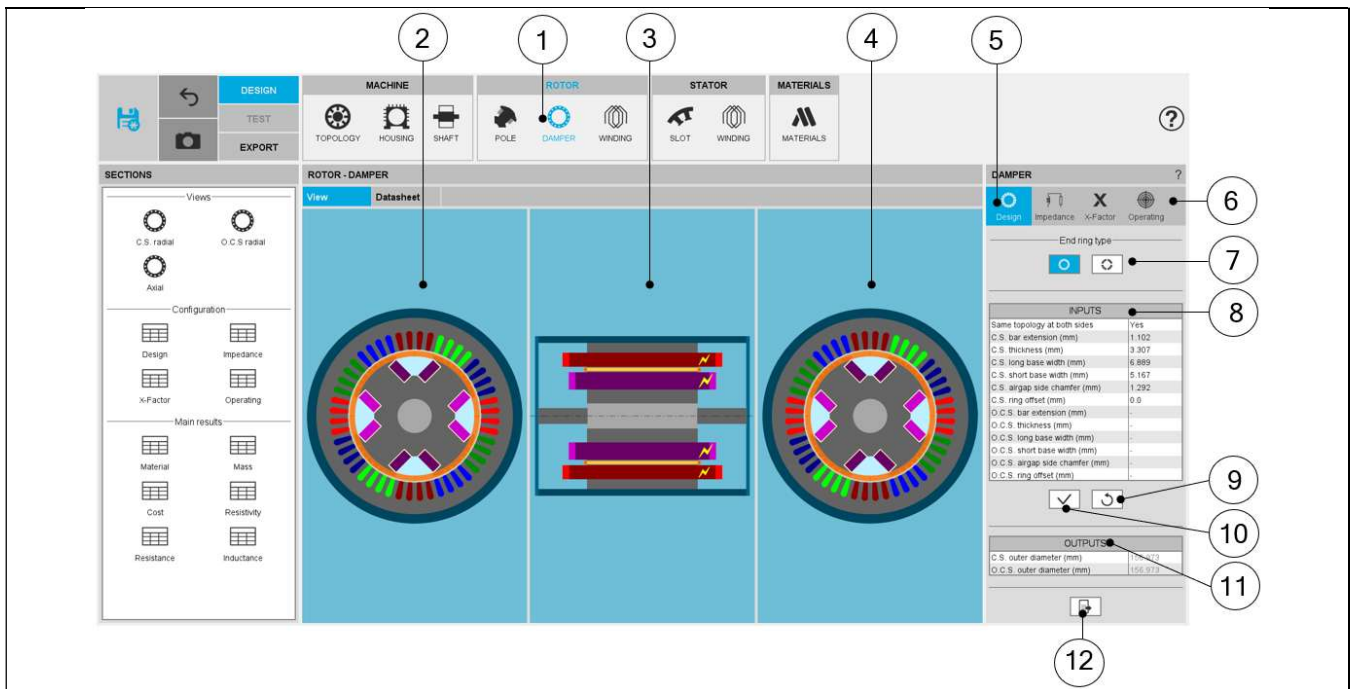 2
1
3
4
5
DESIGN
TEST
EXPORT
MACHINE
TOPOLOGY
HOUSING
SHAFT
ROTOR
POLE
DAMPER
WINDING
STATOR
SLOT
WINDING
MATERIALS
MATERIALS
?
SECTIONS
Views
C.S. radial
O.C.S radial
Axial
Configuration
Design
Impedance
X-Factor
Operating
Main results
Material
Mass
Cost
Resistivity
Resistance
Inductance
ROTOR - DAMPER
View
Datasheet
DAMPER
?
Design
Impedance
X
X-Factor
Operating
6
End ring type
7
INPUTS
8
Same topology at both sides Yes
C.S. bar extension (mm) 1.102
C.S. thickness (mm) 3.307
C.S. long base width (mm) 6.889
C.S. short base width (mm) 5.167
C.S. airgap side chamfer (mm) 1.292
C.S. ring offset (mm) 0.0
O.C.S. bar extension (mm) -
O.C.S. thickness (mm) -
O.C.S. long base width (mm) -
O.C.S. short base width (mm) -
O.C.S. airgap side chamfer (mm) -
O.C.S. ring offset (mm) -
9
10
OUTPUTS
C.S. outer diameter (mm) 156.973
O.C.S. outer diameter (mm) 156.973
11
12